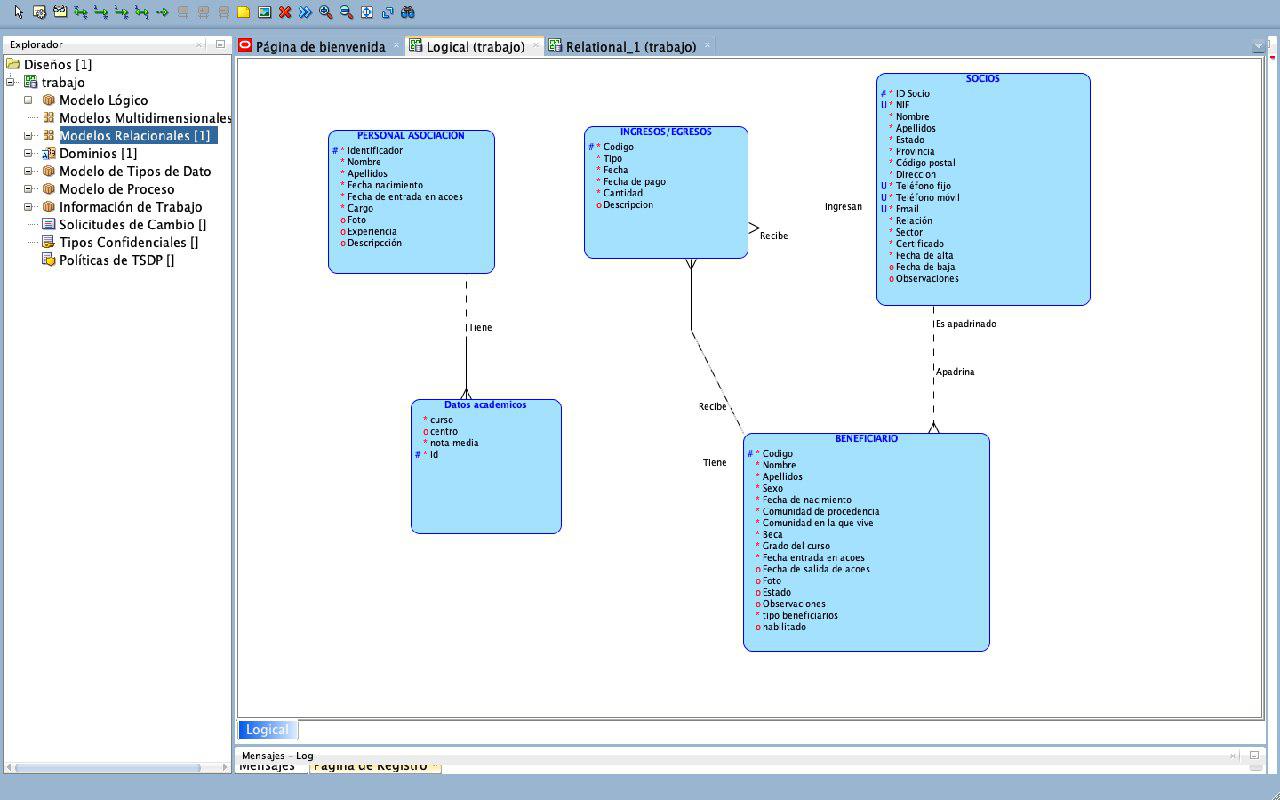 Explorador
Diseños [1]
trabajo
Modelo Lógico
Modelos Multidimensionales
Modelos Relacionales [1]
Dominios [1]
Modelo de Tipos de Dato
Modelo de Proceso
Información de Trabajo
Solicitudes de Cambio []
Tipos Confidenciales []
Políticas de TSDP []
Página de bienvenida
Logical (trabajo)
Relational_1 (trabajo)
PERSONAL ASOCIACIÓN
# * Identificador
* Nombre
* Apellidos
* Fecha nacimiento
* Fecha de entrada en acoes
* Cargo
o Foto
o Experiencia
o Descripcción
Tiene
Datos academicos
* curso
o centro
* nota media
# * Id
INGRESOS/EGRESOS
# * Codigo
* Tipo
* Fecha
* Fecha de pago
* Cantidad
o Descripcion
Recibe
Ingresan
Recibe
Tiene
SOCIOS
# * ID Socio
U * NIF
* Nombre
* Apellidos
* Estado
* Provincia
* Código postal
* Direccion
U * Teléfono fijo
U * Teléfono móvil
U * Email
* Relación
* Sector
* Certificado
* Fecha de alta
o Fecha de baja
o Observaciones
Es apadrinado
Apadrina
BENEFICIARIO
# * Codigo
* Nombre
* Apellidos
* Sexo
* Fecha de nacimiento
* Comunidad de procedencia
* Comunidad en la que vive
* Beca
* Grado del curso
* Fecha entrada en acoes
o Fecha de salida de acoes
o Foto
o Estado
o Observaciones
* tipo beneficiarios
o habilitado
Logical
Mensajes - Log
Mensajes
Página de Registro